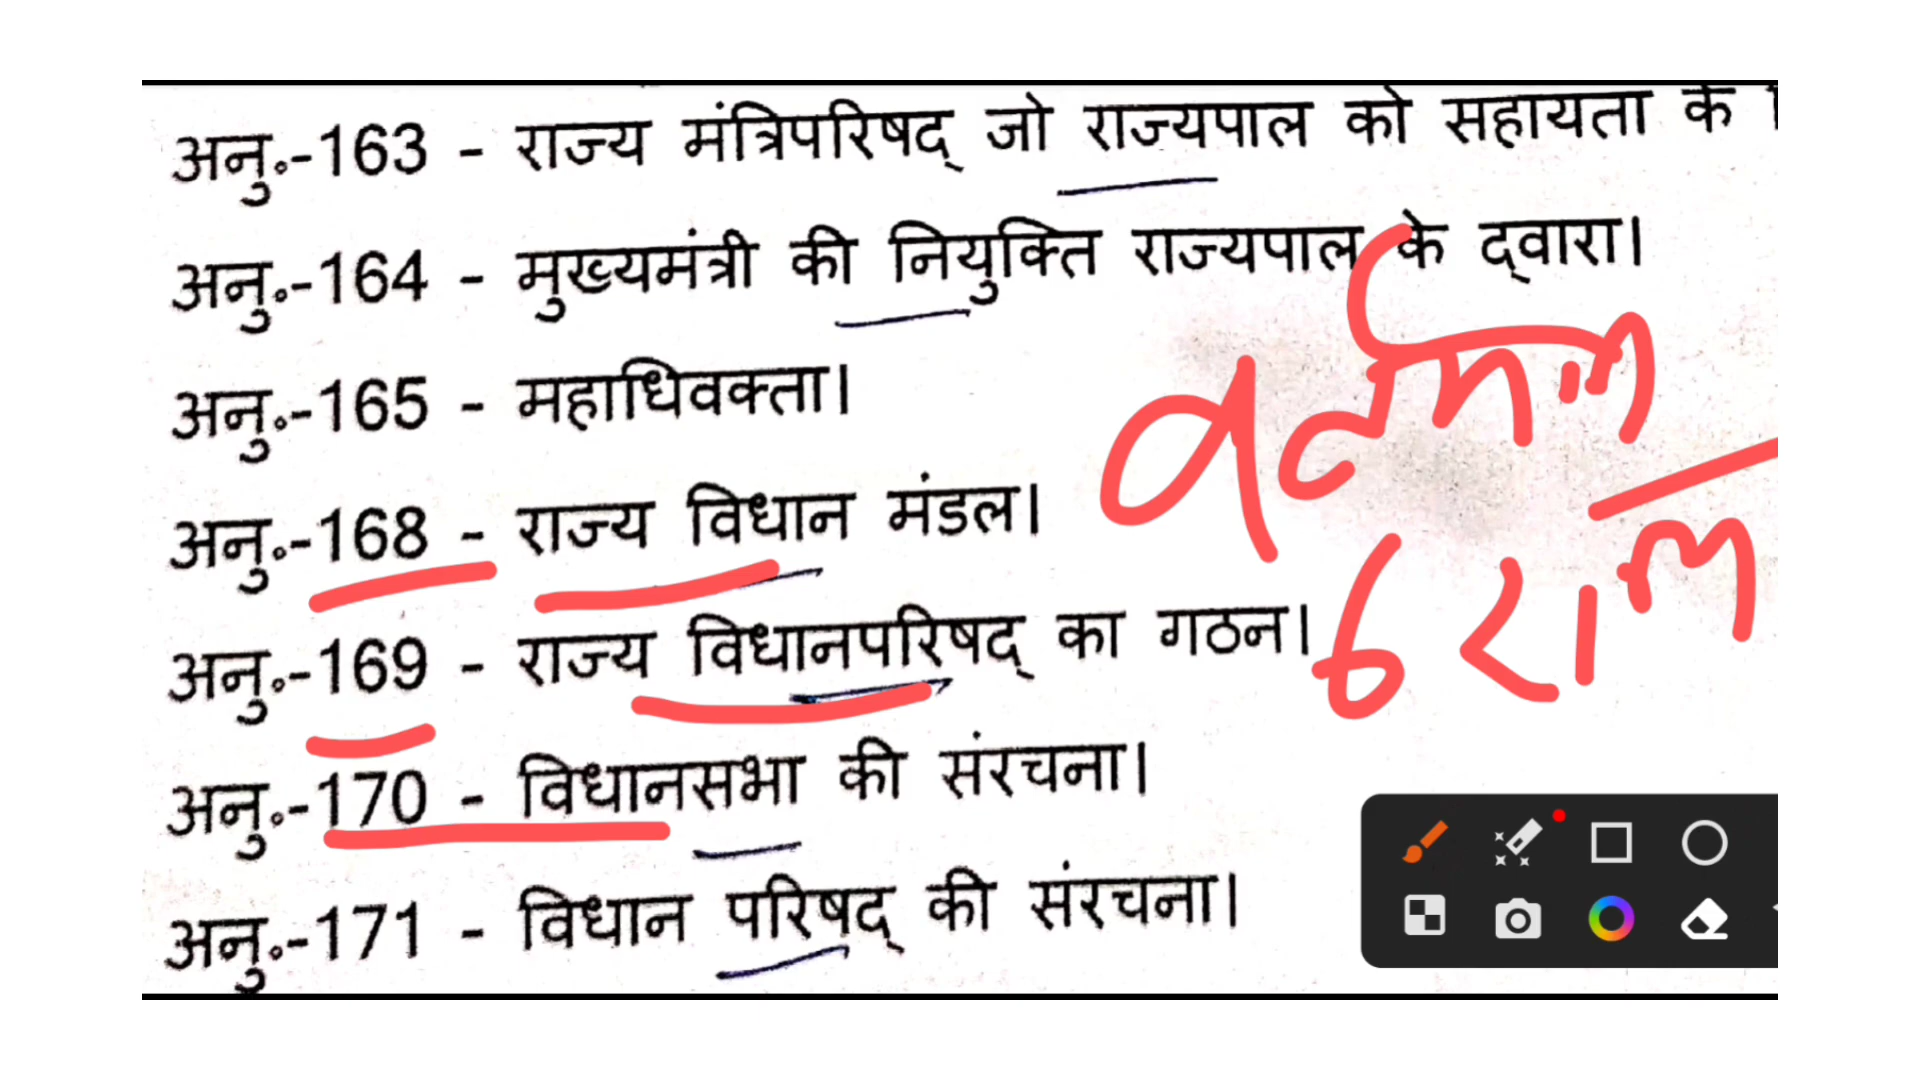 अनु॰-163 - राज्य मंत्रिपरिषद् जो राज्यपाल को सहायता के
अनु॰-164 - मुख्यमंत्री की नियुक्ति राज्यपाल के द्वारा।
अनु॰-165 - महाधिवक्ता।
अनु॰-168 - राज्य विधान मंडल।
अनु॰-169 - राज्य विधानपरिषद् का गठन।
अनु॰-170 - विधानसभा की संरचना।
अनु॰-171 - विधान परिषद् की संरचना।